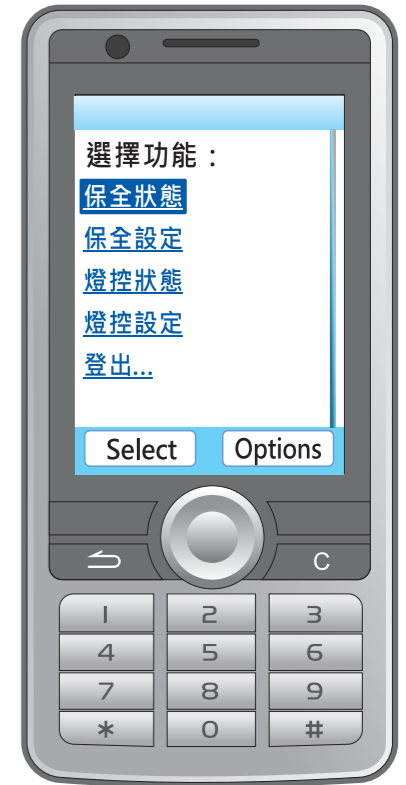 選擇功能：
保全狀態
保全設定
燈控狀態
燈控設定
登出...
Select Options
C
1 2 3
4 5 6
7 8 9
* 0 #